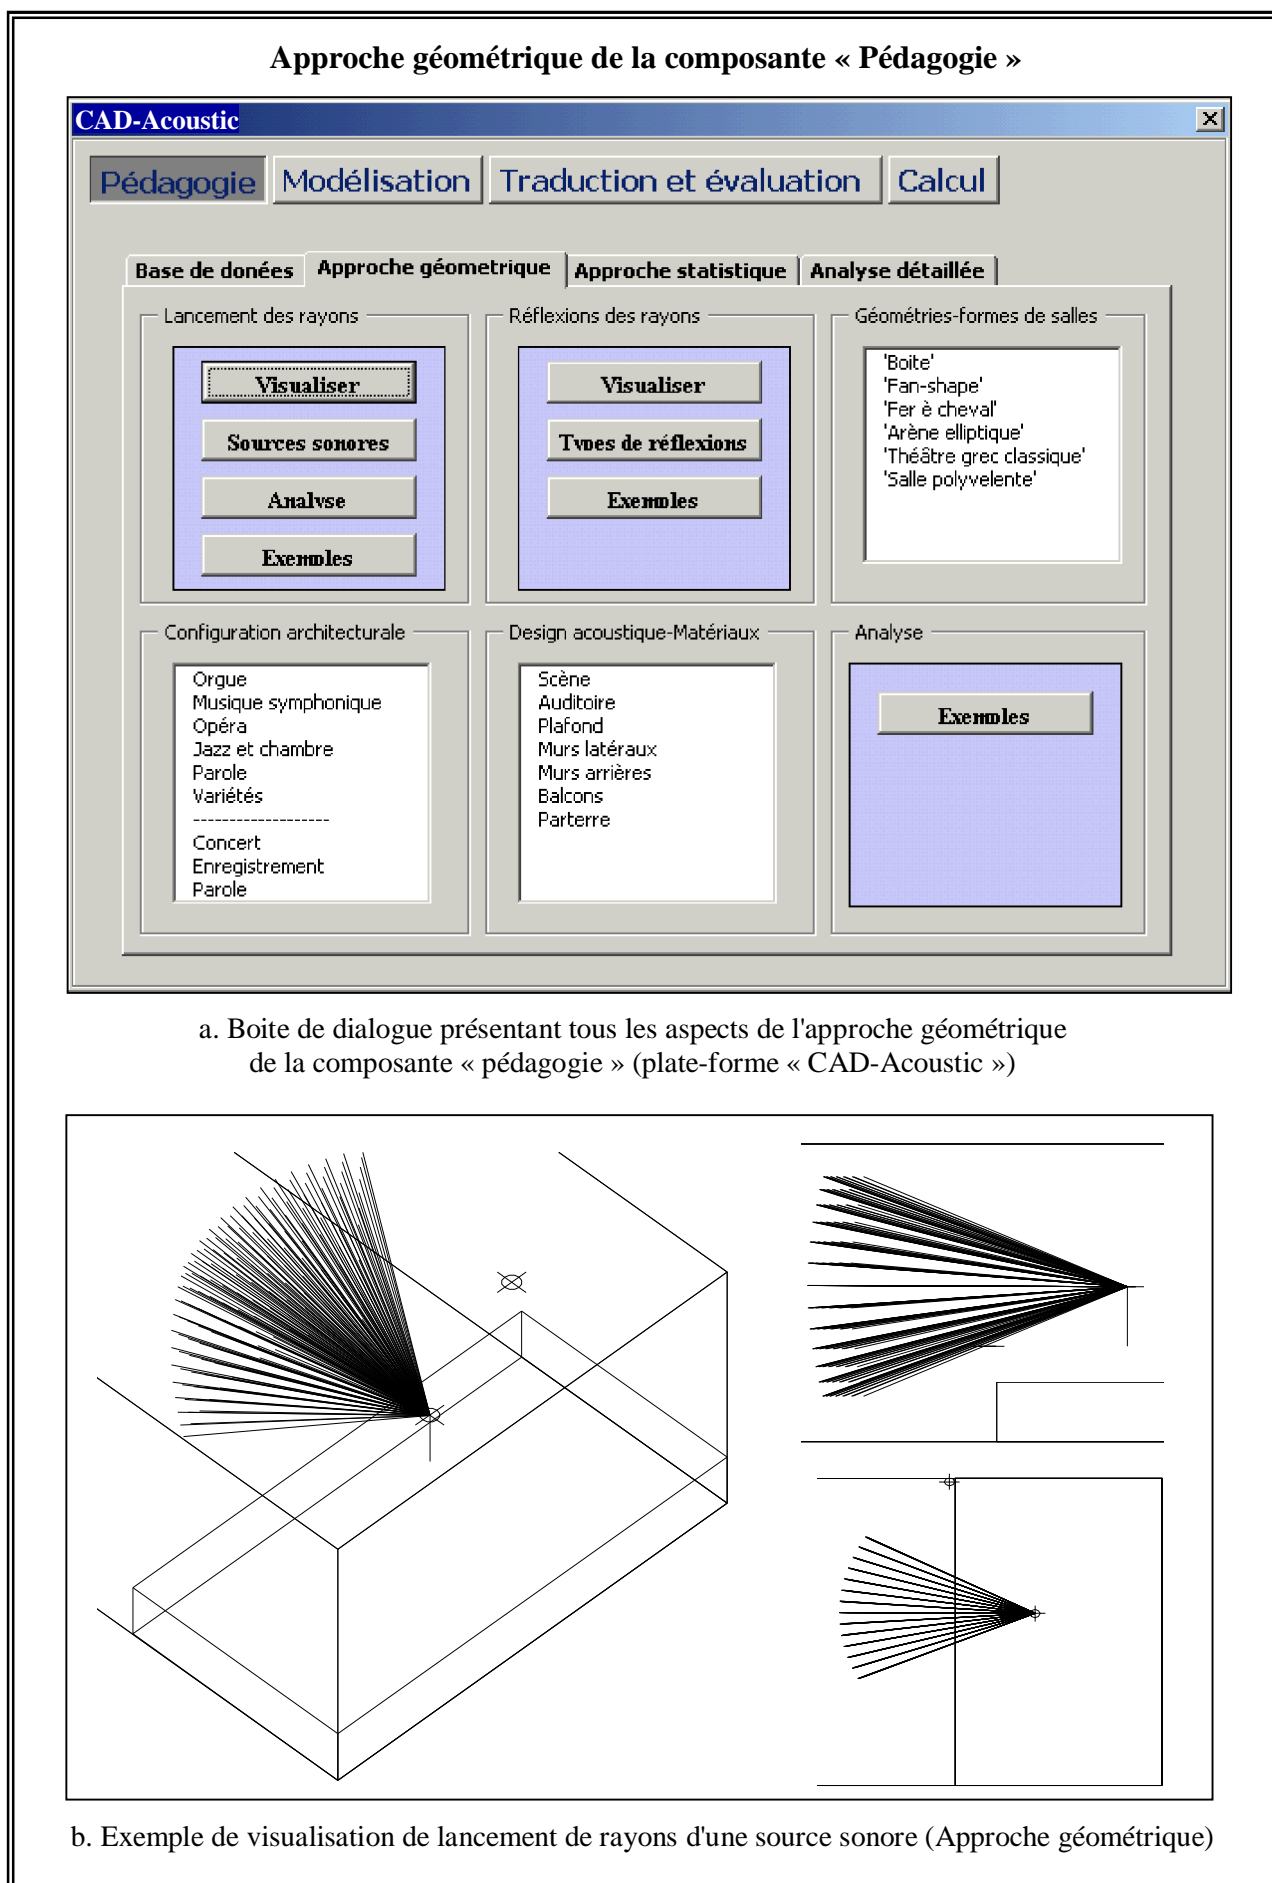 Approche géométrique de la composante « Pédagogie »
CAD-Acoustic
Pédagogie Modélisation Traduction et évaluation Calcul
Base de donées Approche géometrique Approche statistique Analyse détaillée
Lancement des rayons
Visualiser
Sources sonores
Analyse
Exemples
Réflexions des rayons
Visualiser
Types de réflexions
Exemples
Géométries-formes de salles
'Boite'
'Fan-shape'
'Fer è cheval'
'Arène elliptique'
'Théâtre grec classique'
'Salle polyvelente'
Configuration architecturale
Orgue
Musique symphonique
Opéra
Jazz et chambre
Parole
Variétés
-------------------
Concert
Enregistrement
Parole
Design acoustique-Matériaux
Scène
Auditoire
Plafond
Murs latéraux
Murs arrières
Balcons
Parterre
Analyse
Exemples
a. Boite de dialogue présentant tous les aspects de l'approche géométrique
de la composante « pédagogie » (plate-forme « CAD-Acoustic »)
b. Exemple de visualisation de lancement de rayons d'une source sonore (Approche géométrique)